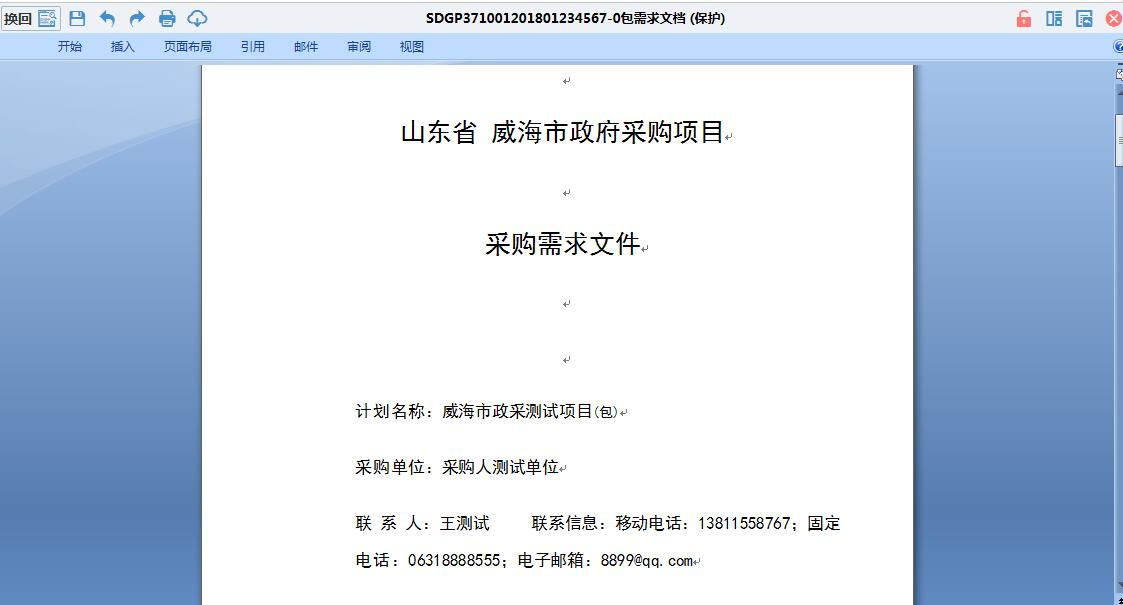 换回
SDGP371001201801234567-0包需求文档 (保护)
开始 插入 页面布局 引用 邮件 审阅 视图
山东省 威海市政府采购项目
采购需求文件
计划名称：威海市政采测试项目(包)
采购单位：采购人测试单位
联 系 人：王测试 联系信息：移动电话：13811558767；固定
电话：06318888555；电子邮箱：8899@qq.com